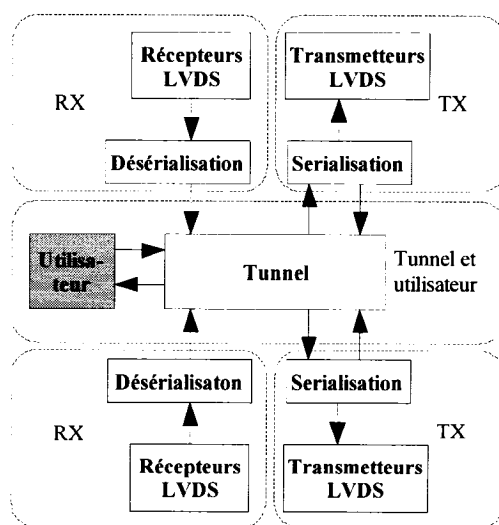 Récepteurs
LVDS
Transmetteurs
LVDS
RX
TX
Désérialisation
Serialisation
Utilisa-
teur
Tunnel
Tunnel et
utilisateur
Désérialisaton
Serialisation
RX
TX
Récepteurs
LVDS
Transmetteurs
LVDS